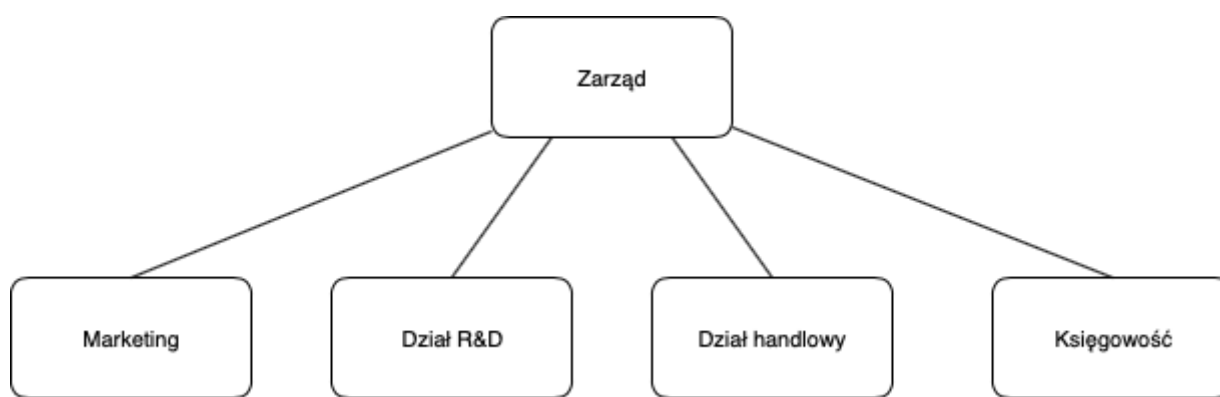 Zarząd
Marketing
Dział R&D
Dział handlowy
Księgowość